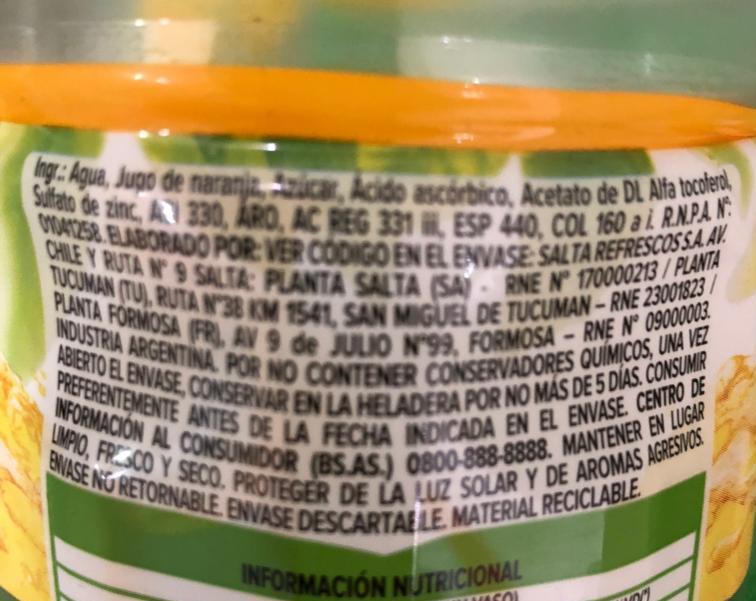 Ingr.: Agua, Jugo de naranja, Azúcar, Ácido ascórbico, Acetato de DL Alfa tocoferol,
Sulfato de zinc, 330, ARO, AC REG 331 iii, ESP 440, COL 160 a i. R.N.P.A. N°:
01041258. ELABORADO POR: VER CÓDIGO EN EL ENVASE: SALTA REFRESCOS S.A. AV.
CHILE Y RUTA N° 9 SALTA: PLANTA SALTA (SA) - RNE N° 170000213 / PLANTA
TUCUMAN (TU), RUTA N°38 KM 1541, SAN MIGUEL DE TUCUMAN – RNE 23001823 /
PLANTA FORMOSA (FR), AV 9 de JULIO N°99, FORMOSA – RNE N° 09000003.
INDUSTRIA ARGENTINA. POR NO CONTENER CONSERVADORES QUÍMICOS, UNA VEZ
ABIERTO EL ENVASE, CONSERVAR EN LA HELADERA POR NO MÁS DE 5 DÍAS. CONSUMIR
PREFERENTEMENTE ANTES DE LA FECHA INDICADA EN EL ENVASE. CENTRO DE
INFORMACIÓN AL CONSUMIDOR (BS.AS.) 0800-888-8888. MANTENER EN LUGAR
LIMPIO, FRESCO Y SECO. PROTEGER DE LA LUZ SOLAR Y DE AROMAS AGRESIVOS.
ENVASE NO RETORNABLE. ENVASE DESCARTABLE. MATERIAL RECICLABLE.
INFORMACIÓN NUTRICIONAL